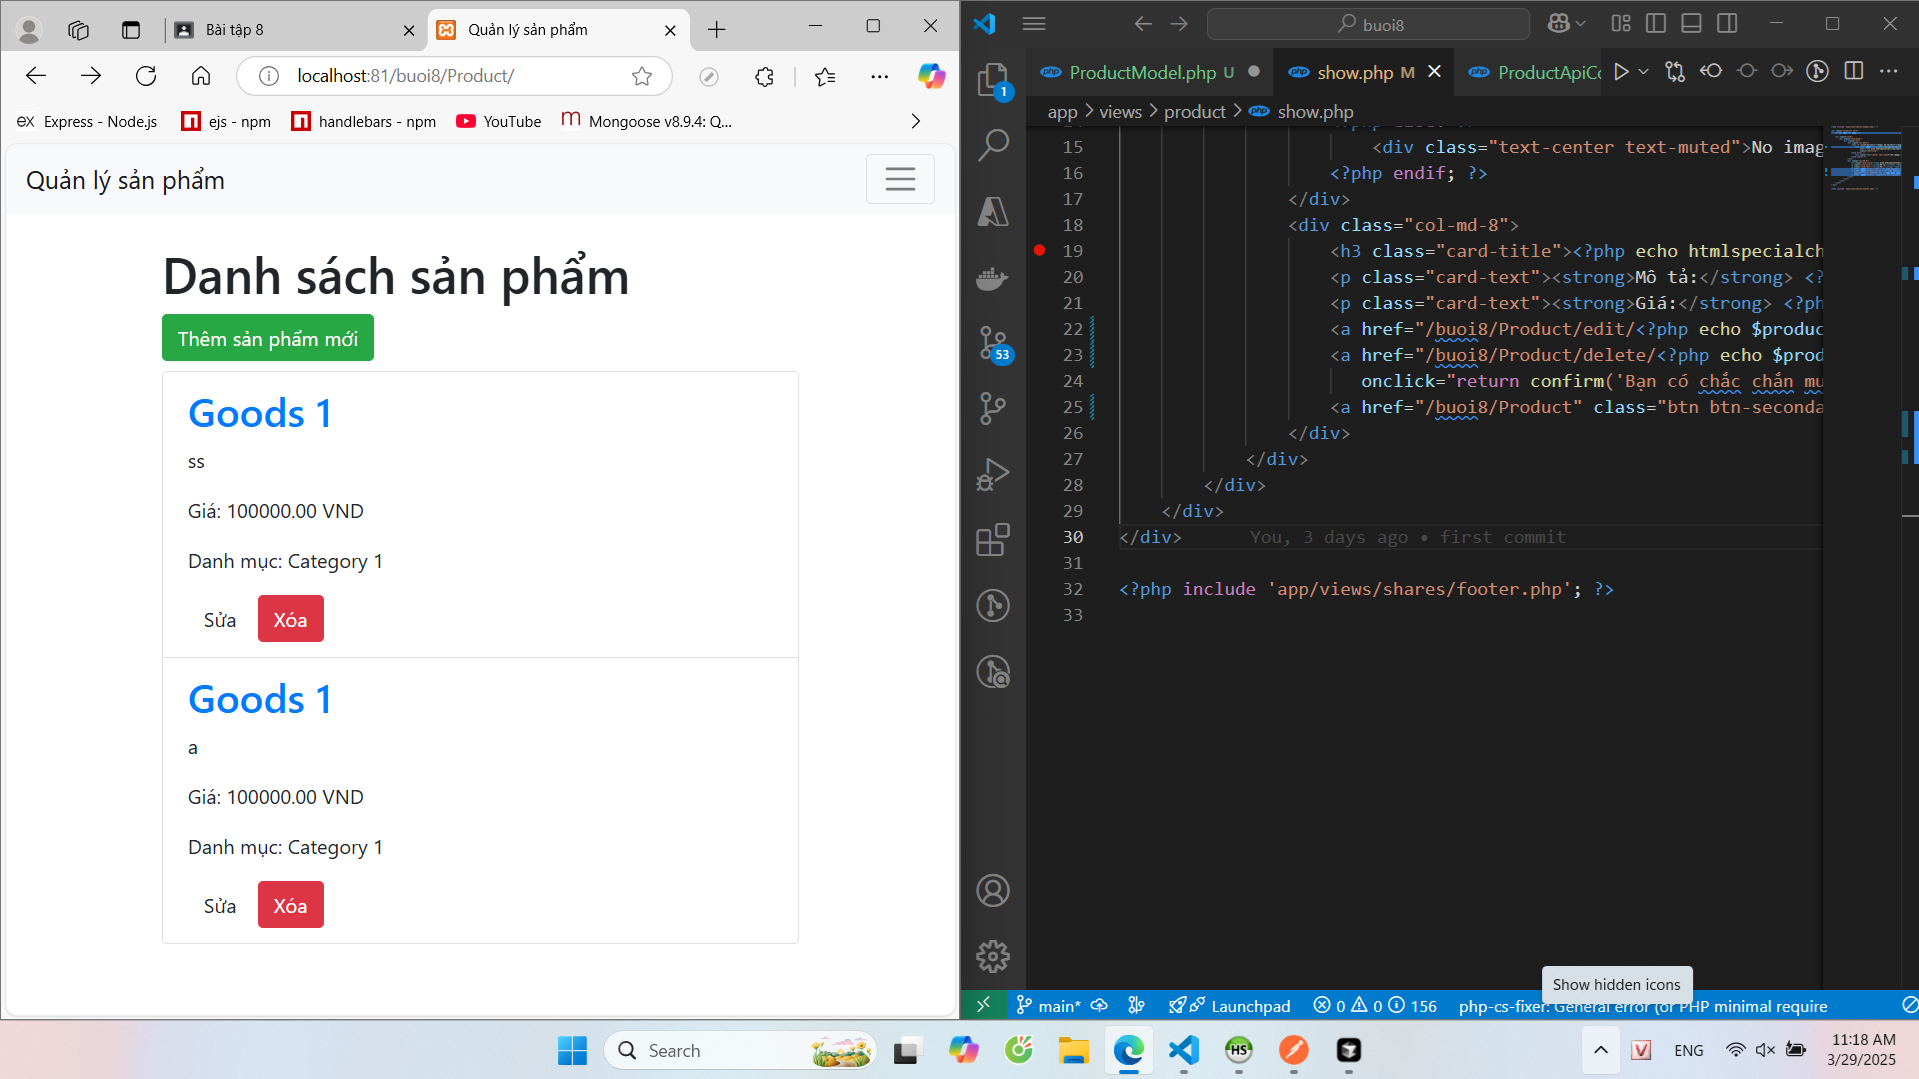 Bài tập 8
Quản lý sản phẩm
localhost:81/buoi8/Product/
ex Express - Node.js
ejs - npm
handlebars - npm
YouTube
m Mongoose v8.9.4: Q...
Quản lý sản phẩm
Danh sách sản phẩm
Thêm sản phẩm mới
Goods 1
ss
Giá: 100000.00 VND
Danh mục: Category 1
Sửa Xóa
Goods 1
a
Giá: 100000.00 VND
Danh mục: Category 1
Sửa Xóa
buoi8
php ProductModel.php U
php show.php M
php ProductApiCo
1
app > views > product > php show.php
15 <div class="text-center text-muted">No imag
16 <?php endif; ?>
17 </div>
18 <div class="col-md-8">
19 <h3 class="card-title"><?php echo htmlspecialch
20 <p class="card-text"><strong>Mô tả:</strong> <?
21 <p class="card-text"><strong>Giá:</strong> <?ph
22 <a href="/buoi8/Product/edit/<?php echo $produc
23 <a href="/buoi8/Product/delete/<?php echo $prod
24 onclick="return confirm('Bạn có chắc chắn mu
25 <a href="/buoi8/Product" class="btn btn-seconda
26 </div>
27 </div>
28 </div>
29 </div>
30 </div> You, 3 days ago • first commit
31
32 <?php include 'app/views/shares/footer.php'; ?>
33
53
Show hidden icons
main* Launchpad 0 0 156 php-cs-fixer: General error (or PHP minimal require
Search
HS
V
ENG
11:18 AM
3/29/2025